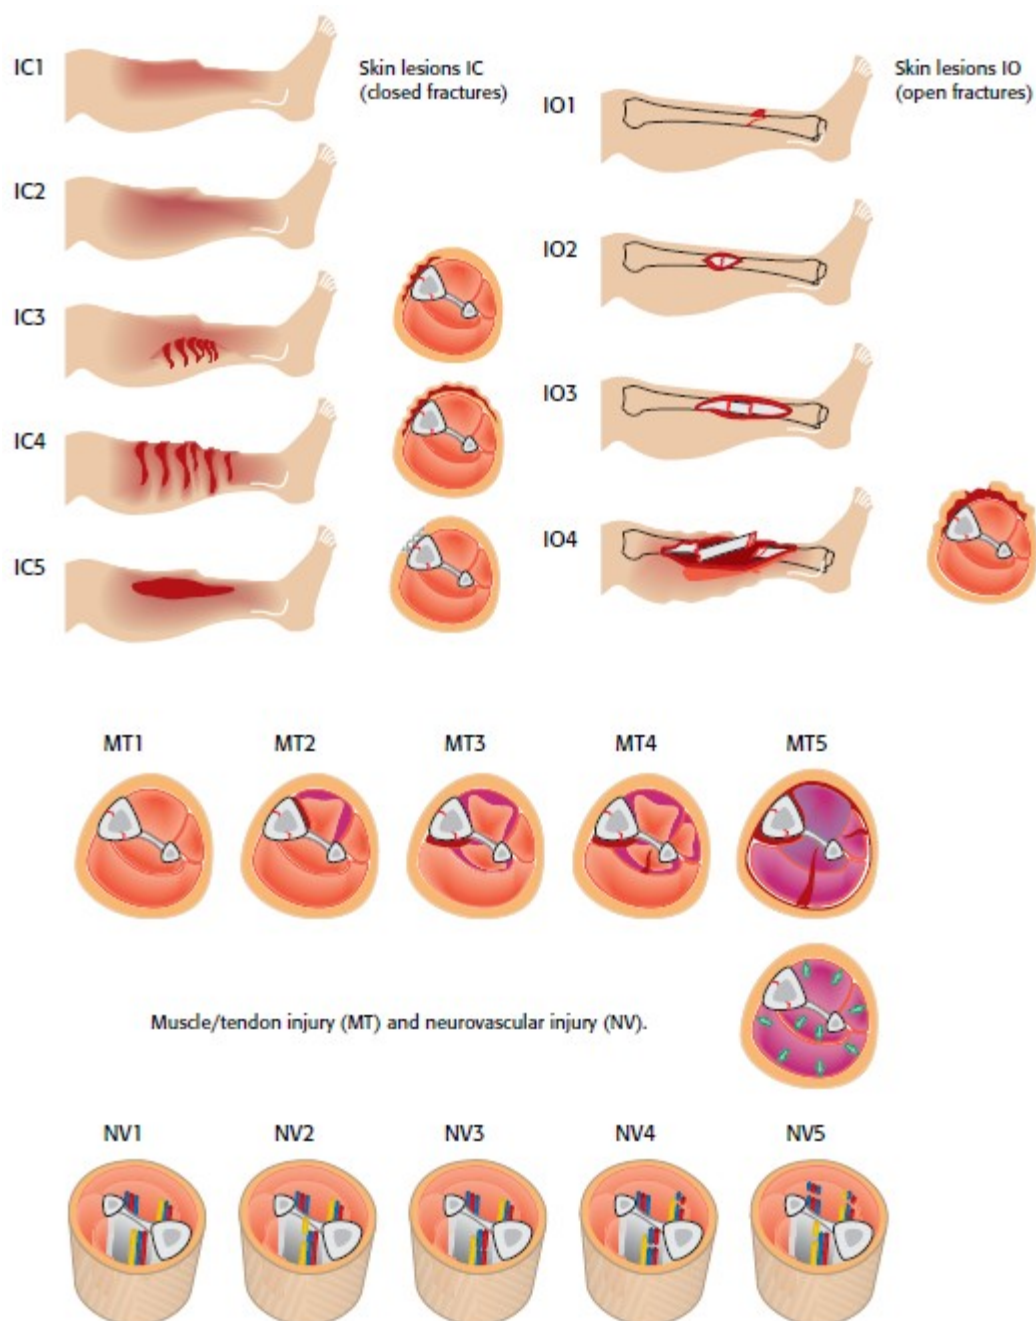 IC1
Skin lesions IC
(closed fractures)
IC2
IC3
IC4
IC5
Skin lesions IO
(open fractures)
IO1
IO2
IO3
IO4
MT1 MT2 MT3 MT4 MT5
Muscle/tendon injury (MT) and neurovascular injury (NV).
NV1 NV2 NV3 NV4 NV5